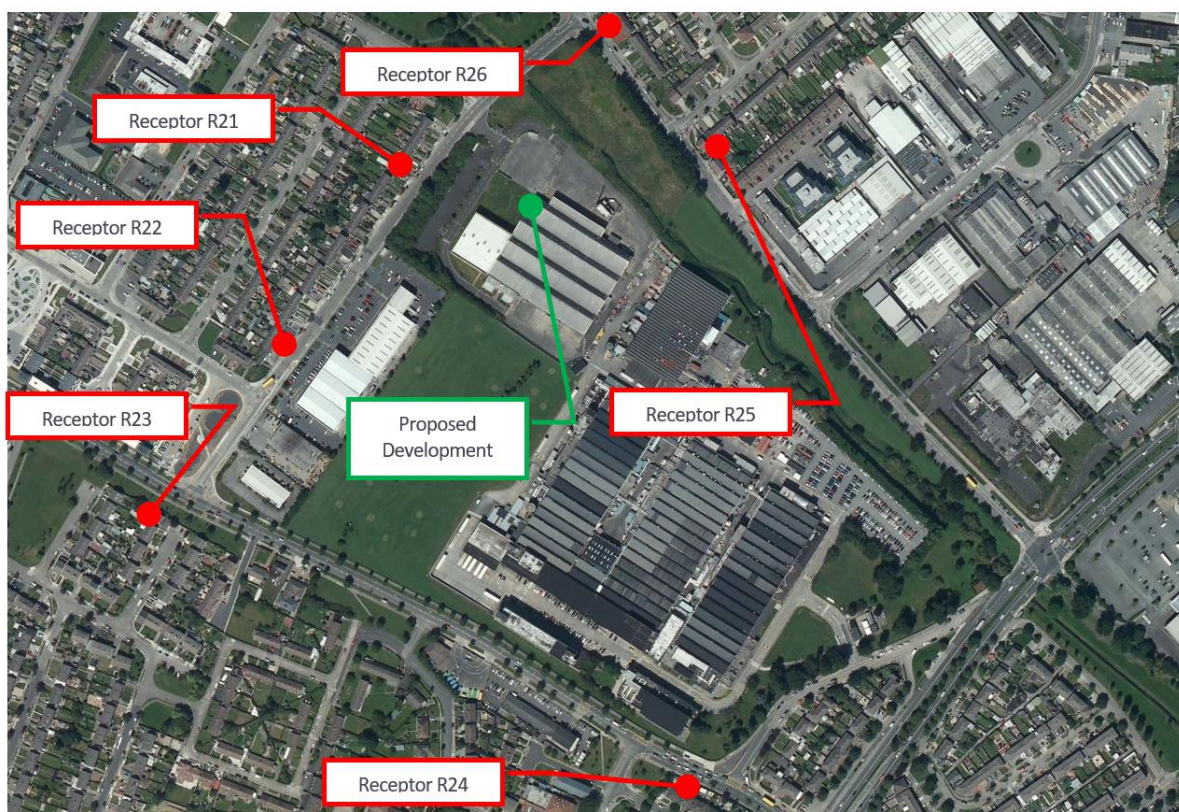 Receptor R26
Receptor R21
Receptor R22
Receptor R23
Proposed
Development
Receptor R25
Receptor R24